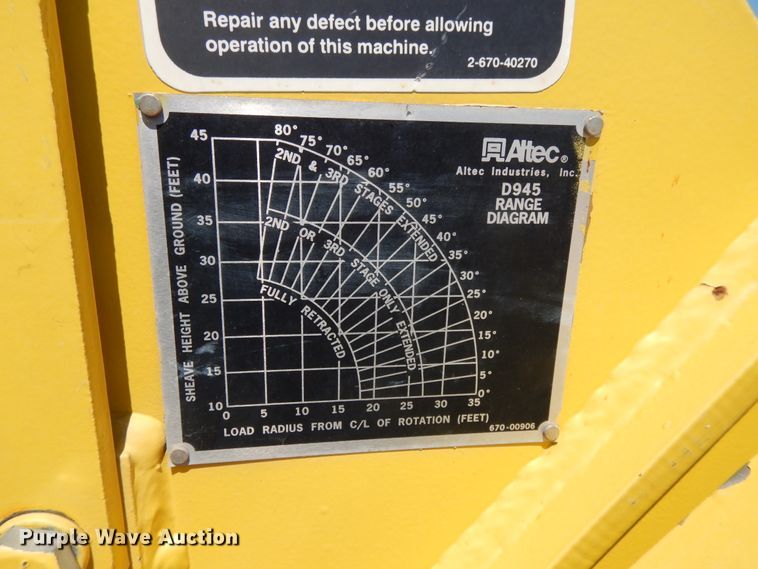 Repair any defect before allowing
operation of this machine.
2-670-40270
Altec®
Altec Industries, Inc.
D945
RANGE
DIAGRAM
80°
75°
70°
65°
60°
55°
50°
45°
40°
35°
30°
25°
20°
15°
10°
5°
0°
2ND & 3RD STAGES EXTENDED
2ND OR 3RD STAGE ONLY EXTENDED
FULLY RETRACTED
SHEAVE HEIGHT ABOVE GROUND (FEET)
45
40
35
30
25
20
15
10
0 5 10 15 20 25 30 35
LOAD RADIUS FROM C/L OF ROTATION (FEET)
670-00906
Purple Wave Auction